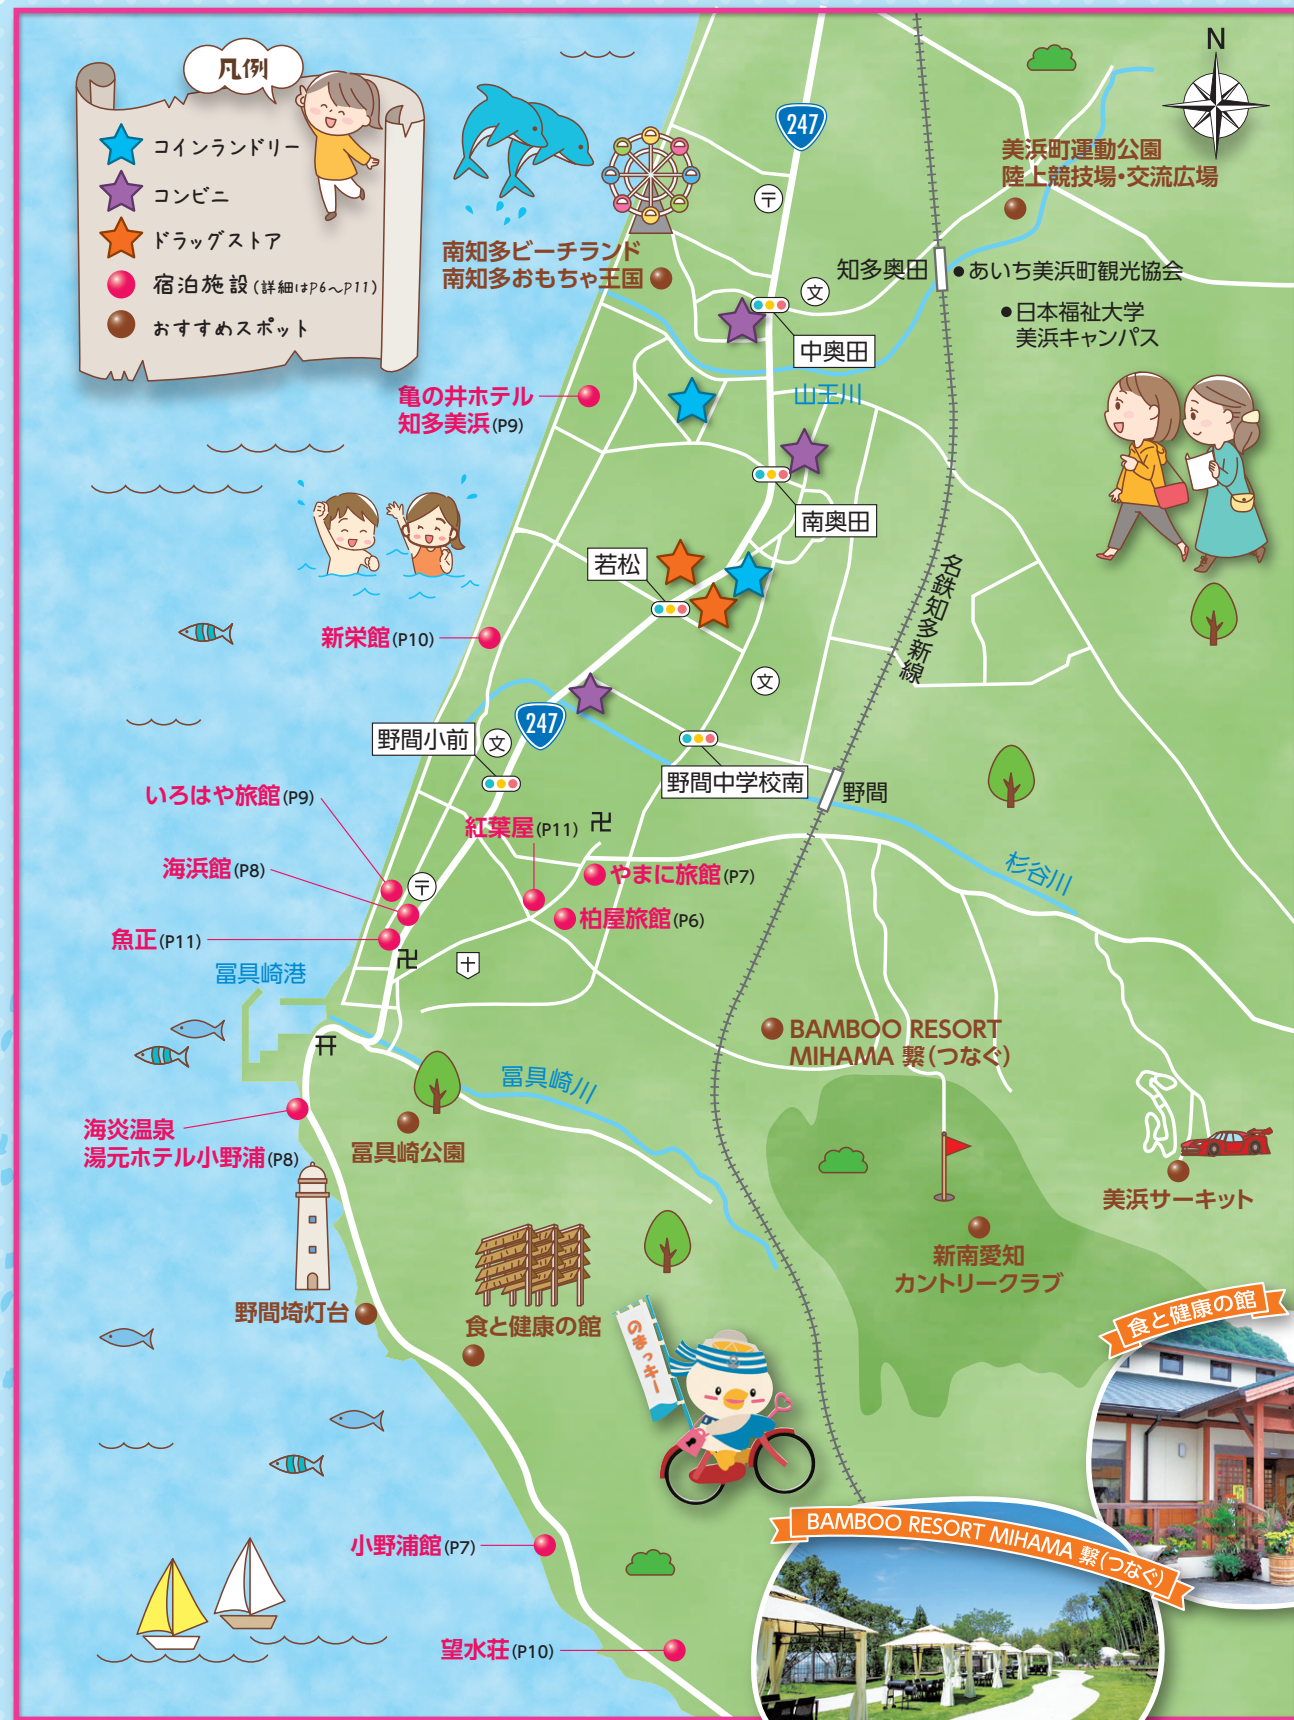 凡例
コインランドリー
コンビニ
ドラッグストア
宿泊施設(詳細はP6～P11)
おすすめスポット
N
247
〒
美浜町運動公園
陸上競技場・交流広場
南知多ビーチランド
南知多おもちゃ王国
知多奥田
あいち美浜町観光協会
文
日本福祉大学
美浜キャンパス
中奥田
山王川
亀の井ホテル
知多美浜(P9)
南奥田
若松
名鉄知多新線
新栄館(P10)
文
247
野間小前
文
野間中学校南
野間
いろはや旅館(P9)
紅葉屋(P11)
卍
杉谷川
海浜館(P8)
〒
やまに旅館(P7)
柏屋旅館(P6)
魚正(P11)
卍
冨具崎港
BAMBOO RESORT
MIHAMA 繋(つなぐ)
冨具崎川
海炎温泉
湯元ホテル小野浦(P8)
冨具崎公園
美浜サーキット
新南愛知
カントリークラブ
野間埼灯台
食と健康の館
のまっキー
食と健康の館
BAMBOO RESORT MIHAMA 繋(つなぐ)
小野浦館(P7)
望水荘(P10)